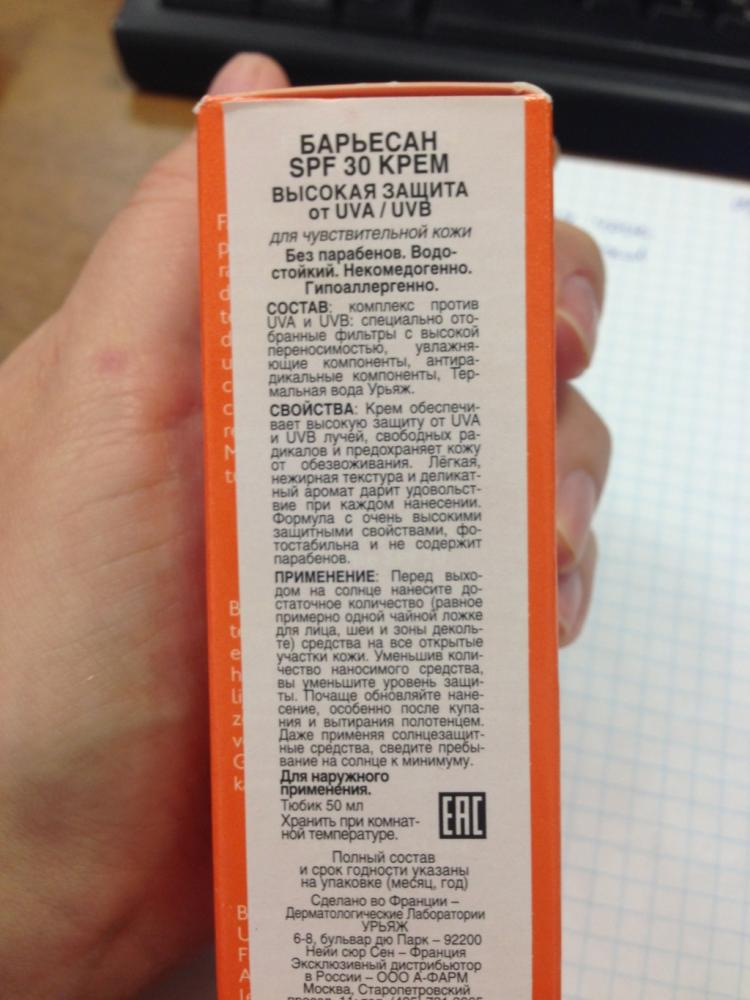 БАРЬЕСАН
SPF 30 КРЕМ
ВЫСОКАЯ ЗАЩИТА
от UVA / UVB
для чувствительной кожи
Без парабенов. Водо-
стойкий. Некомедогенно.
Гипоаллергенно.
СОСТАВ: комплекс против
UVA и UVB: специально ото-
бранные фильтры с высокой
переносимостью, увлажня-
ющие компоненты, антира-
дикальные компоненты, Тер-
мальная вода Урьяж.
СВОЙСТВА: Крем обеспечи-
вает высокую защиту от UVA
и UVB лучей, свободных ра-
дикалов и предохраняет кожу
от обезвоживания. Лёгкая,
нежирная текстура и деликат-
ный аромат дарит удовольст-
вие при каждом нанесении.
Формула с очень высокими
защитными свойствами, фо-
тостабильна и не содержит
парабенов.
ПРИМЕНЕНИЕ: Перед выхо-
дом на солнце нанесите до-
статочное количество (равное
примерно одной чайной ложке
для лица, шеи и зоны деколь-
те) средства на все открытые
участки кожи. Уменьшив коли-
чество наносимого средства,
вы уменьшите уровень защи-
ты. Почаще обновляйте нане-
сение, особенно после купа-
ния и вытирания полотенцем.
Даже применяя солнцезащит-
ные средства, сведите пребы-
вание на солнце к минимуму.
Для наружного
применения.
Тюбик 50 мл
Хранить при комнат-
ной температуре.
EAC
Полный состав
и срок годности указаны
на упаковке (месяц, год)
Сделано во Франции –
Дерматологические Лаборатории
УРЬЯЖ
6-8, бульвар дю Парк – 92200
Нейи сюр Сен – Франция
Эксклюзивный дистрибьютор
в России – ООО А-ФАРМ
Москва, Старопетровский